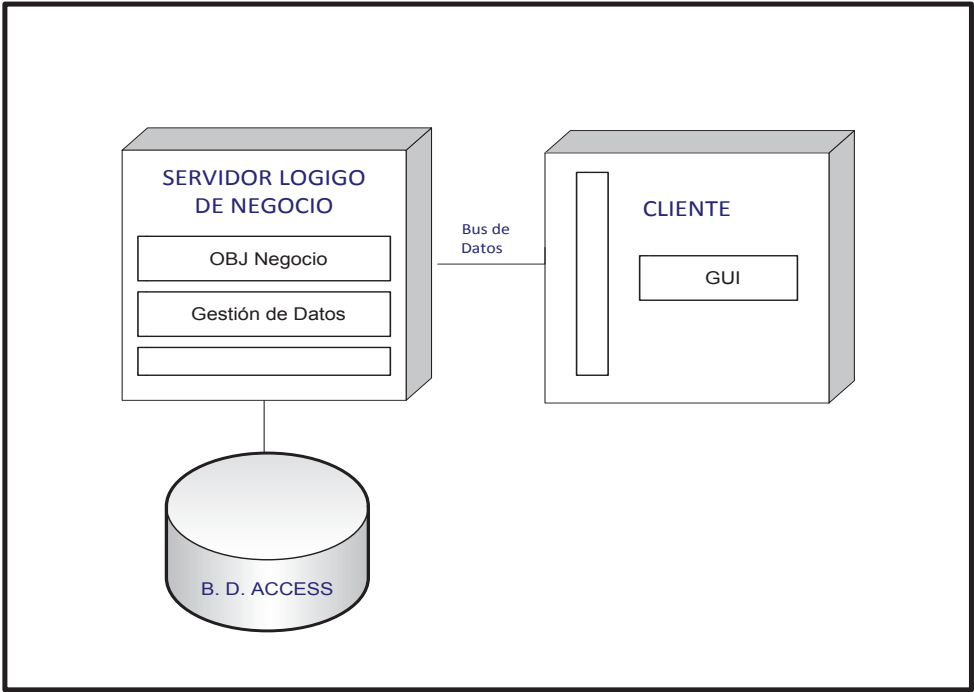 SERVIDOR LOGIGO
DE NEGOCIO
OBJ Negocio
Gestión de Datos
Bus de
Datos
CLIENTE
GUI
B. D. ACCESS